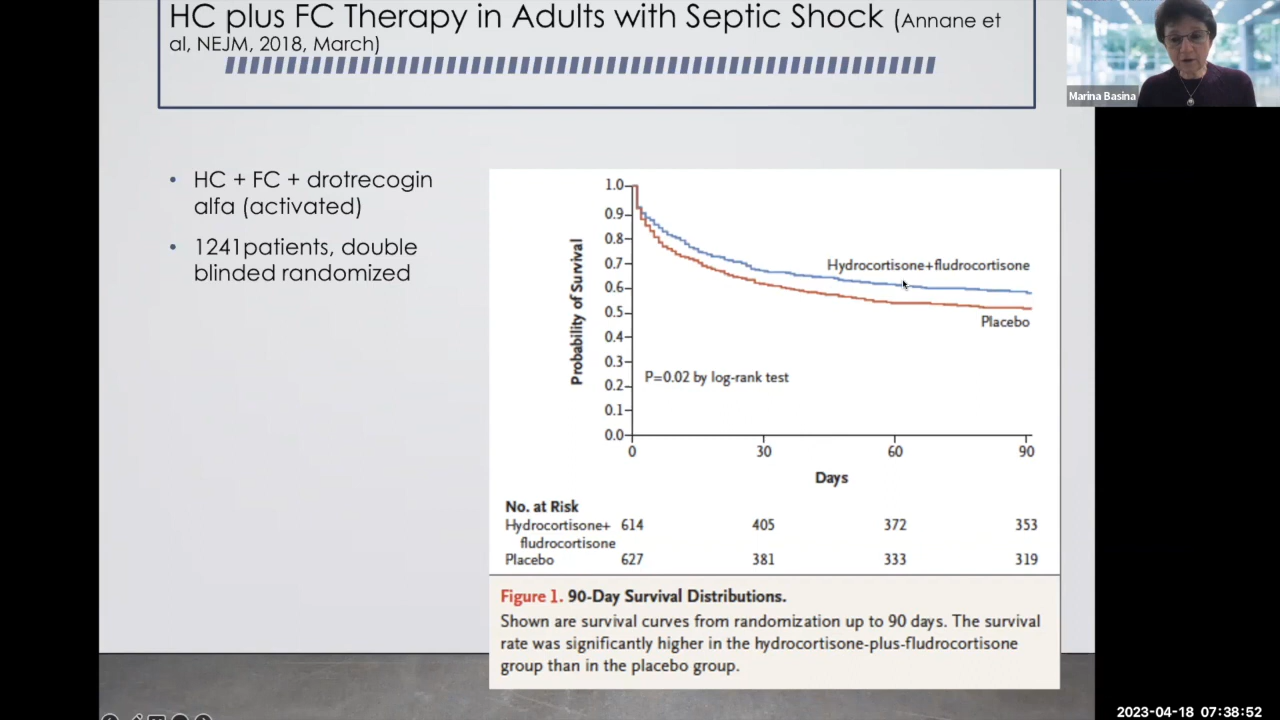 HC plus FC Therapy in Adults with Septic Shock (Annane et
al, NEJM, 2018, March)
Marina Basina
• HC + FC + drotrecogin
alfa (activated)
• 1241patients, double
blinded randomized
Probability of Survival
1.0
0.9
0.8
0.7
0.6
0.5
0.4
0.3
0.2
0.1
0.0
Hydrocortisone+fludrocortisone
Placebo
P=0.02 by log-rank test
0 30 60 90
Days
No. at Risk
Hydrocortisone+ 614 405 372 353
fludrocortisone
Placebo 627 381 333 319
Figure 1. 90-Day Survival Distributions.
Shown are survival curves from randomization up to 90 days. The survival
rate was significantly higher in the hydrocortisone-plus-fludrocortisone
group than in the placebo group.
2023-04-18 07:38:52